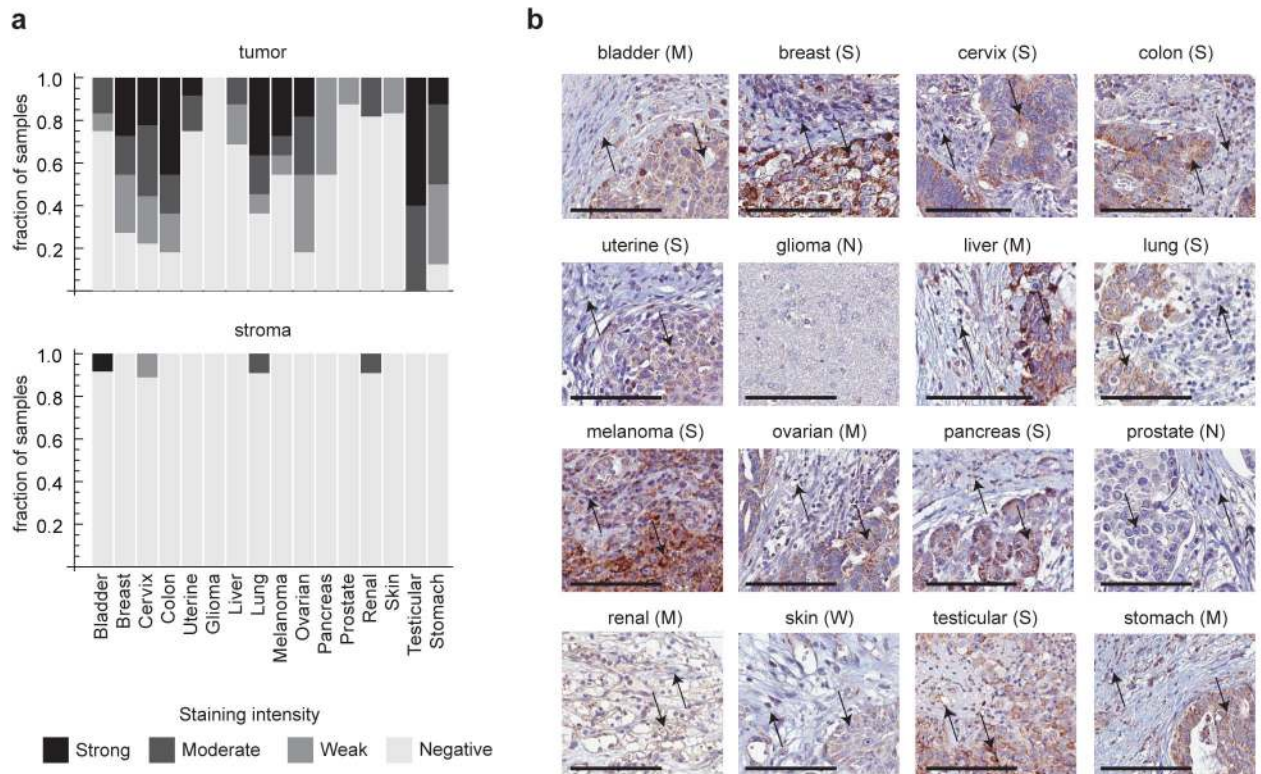 a
tumor
fraction of samples
1.0
0.8
0.6
0.4
0.2
stroma
fraction of samples
1.0
0.8
0.6
0.4
0.2
Bladder
Breast
Cervix
Colon
Uterine
Glioma
Liver
Lung
Melanoma
Ovarian
Pancreas
Prostate
Renal
Skin
Testicular
Stomach
Staining intensity
Strong Moderate Weak Negative
b
bladder (M) breast (S) cervix (S) colon (S)
uterine (S) glioma (N) liver (M) lung (S)
melanoma (S) ovarian (M) pancreas (S) prostate (N)
renal (M) skin (W) testicular (S) stomach (M)